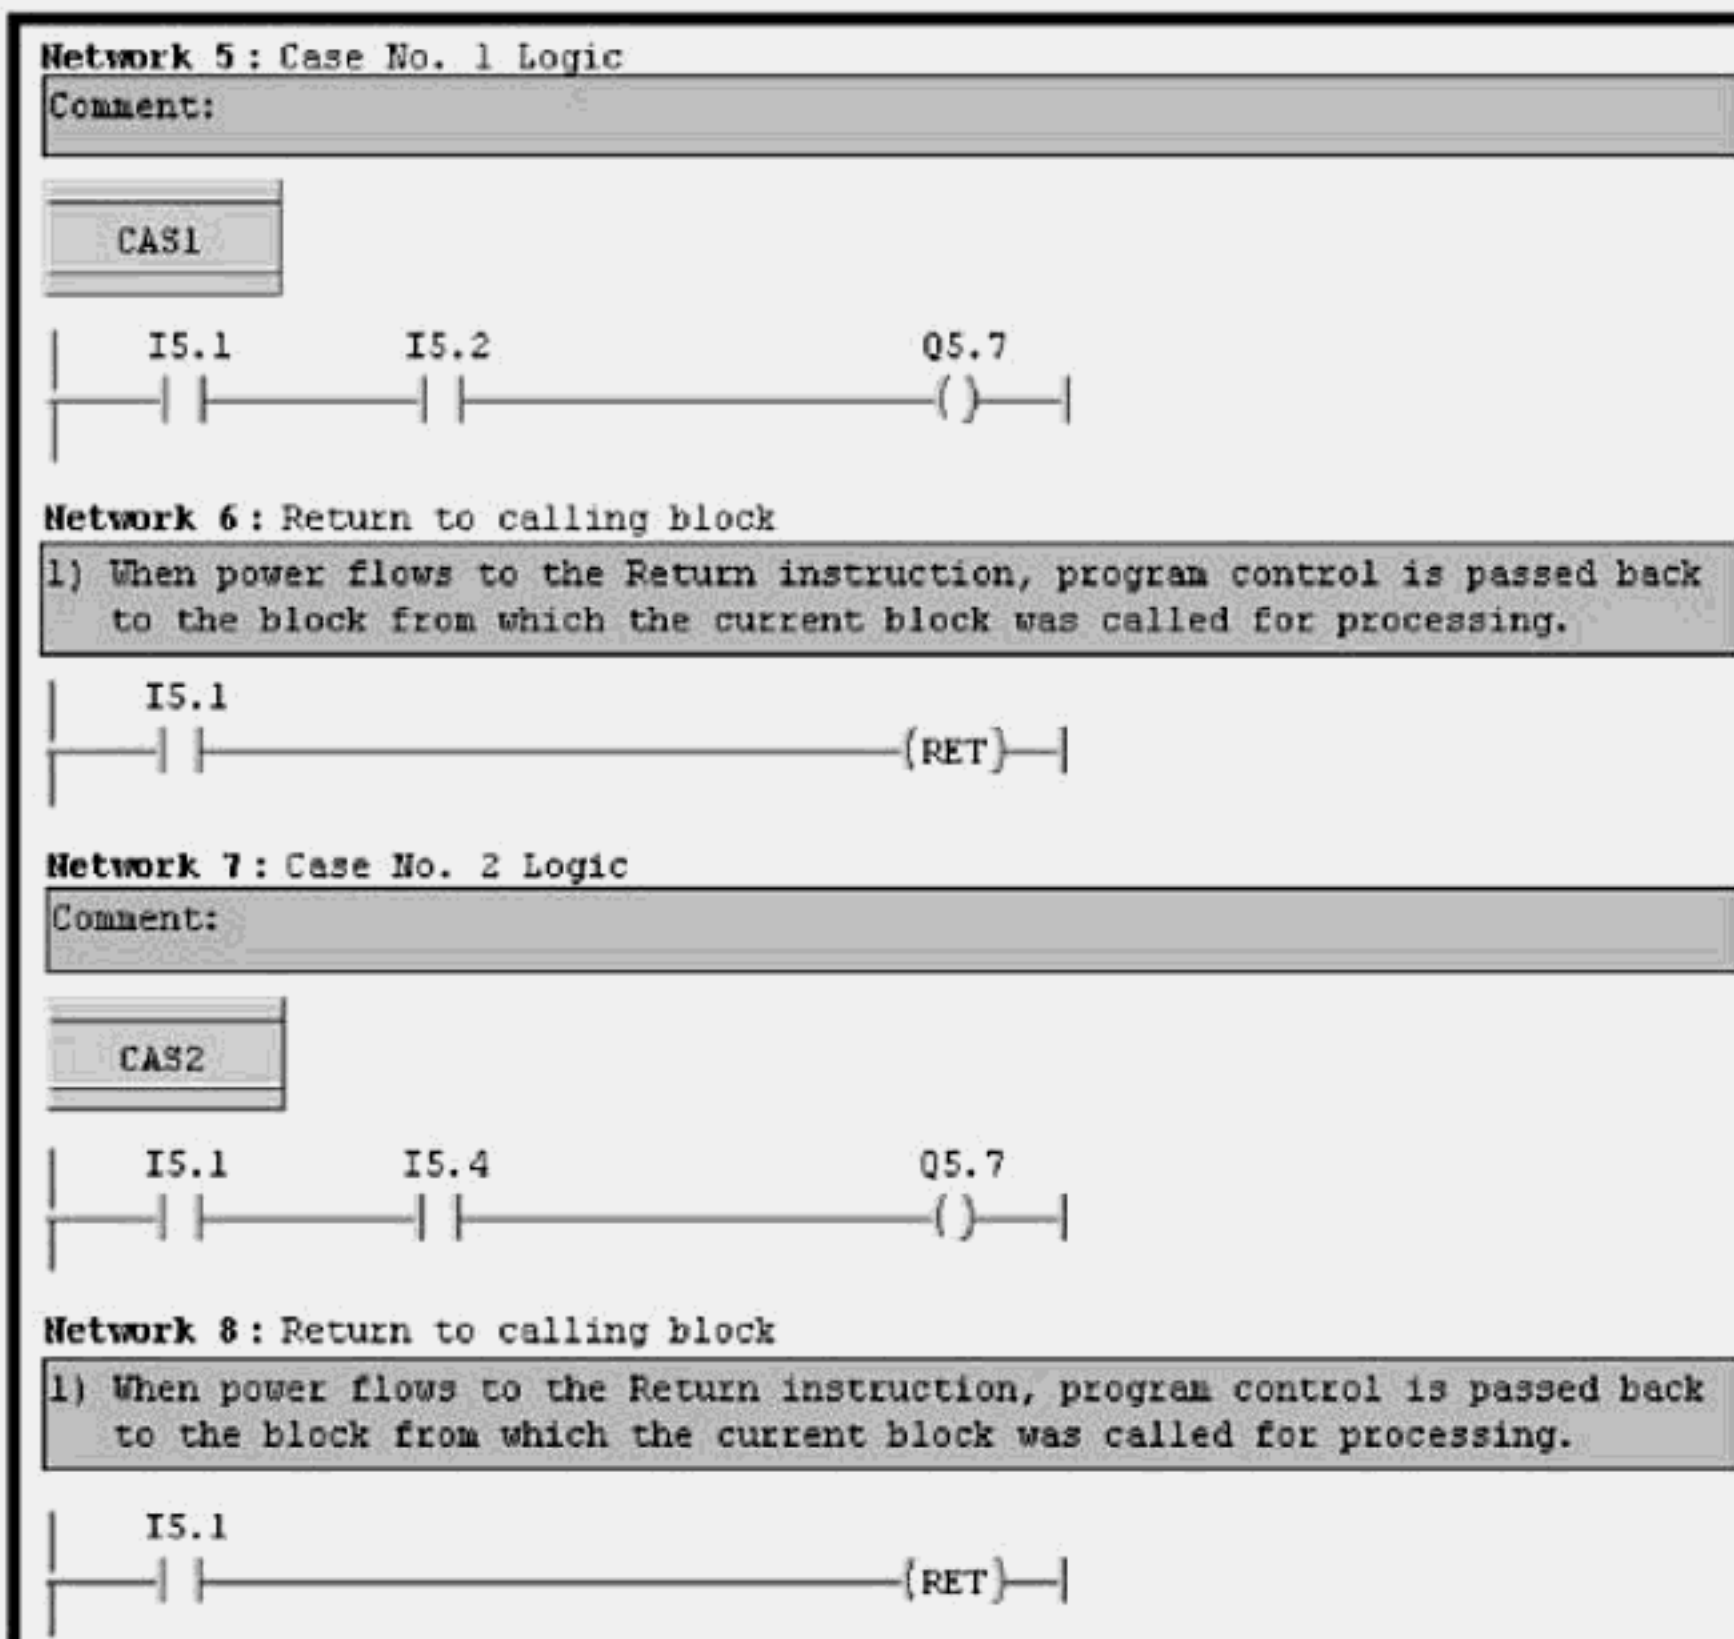 Network 5: Case No. 1 Logic
Comment:
CAS1
I5.1 I5.2 Q5.7
( )
Network 6: Return to calling block
1) When power flows to the Return instruction, program control is passed back
to the block from which the current block was called for processing.
I5.1
(RET)
Network 7: Case No. 2 Logic
Comment:
CAS2
I5.1 I5.4 Q5.7
( )
Network 8: Return to calling block
1) When power flows to the Return instruction, program control is passed back
to the block from which the current block was called for processing.
I5.1
(RET)